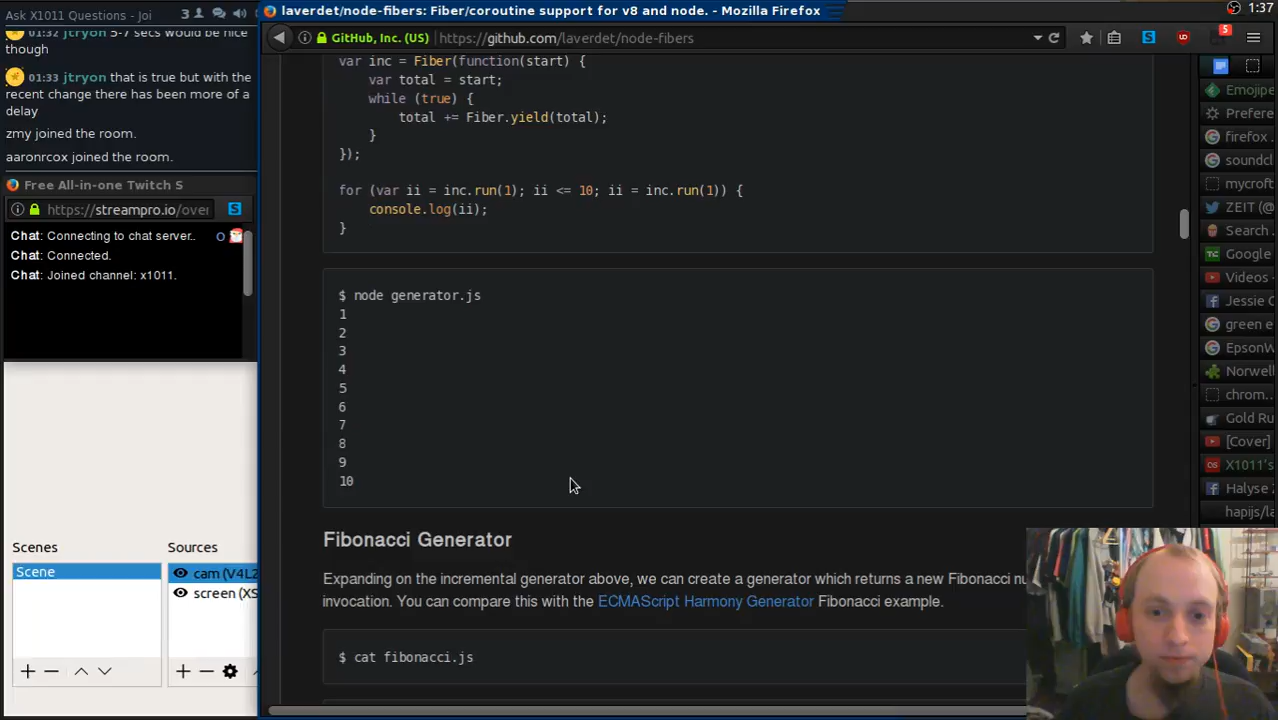 Ask X1011 Questions - Joi
3
01:32 jtryon 5-7 secs would be nice
though
01:33 jtryon that is true but with the
recent change there has been more of a
delay
zmy joined the room.
aaronrcox joined the room.
Free All-in-one Twitch S
https://streampro.io/over
Chat: Connecting to chat server..
Chat: Connected.
Chat: Joined channel: x1011.
Scenes
Scene
Sources
cam (V4L2
screen (XS
laverdet/node-fibers: Fiber/coroutine support for v8 and node. - Mozilla Firefox
1:37
GitHub, Inc. (US)
https://github.com/laverdet/node-fibers
5
var inc = Fiber(function(start) {
var total = start;
while (true) {
total += Fiber.yield(total);
}
});
for (var ii = inc.run(1); ii <= 10; ii = inc.run(1)) {
console.log(ii);
}
$ node generator.js
1
2
3
4
5
6
7
8
9
10
Fibonacci Generator
Expanding on the incremental generator above, we can create a generator which returns a new Fibonacci nu
invocation. You can compare this with the ECMAScript Harmony Generator Fibonacci example.
$ cat fibonacci.js
Emojipe
Prefere
firefox
soundcl
mycroft
ZEIT (@
Search
Google
Videos -
Jessie C
green e
EpsonW
Norwell
chrom..
Gold Ru
[Cover]
X1011's
Halyse Z
hapijs/la